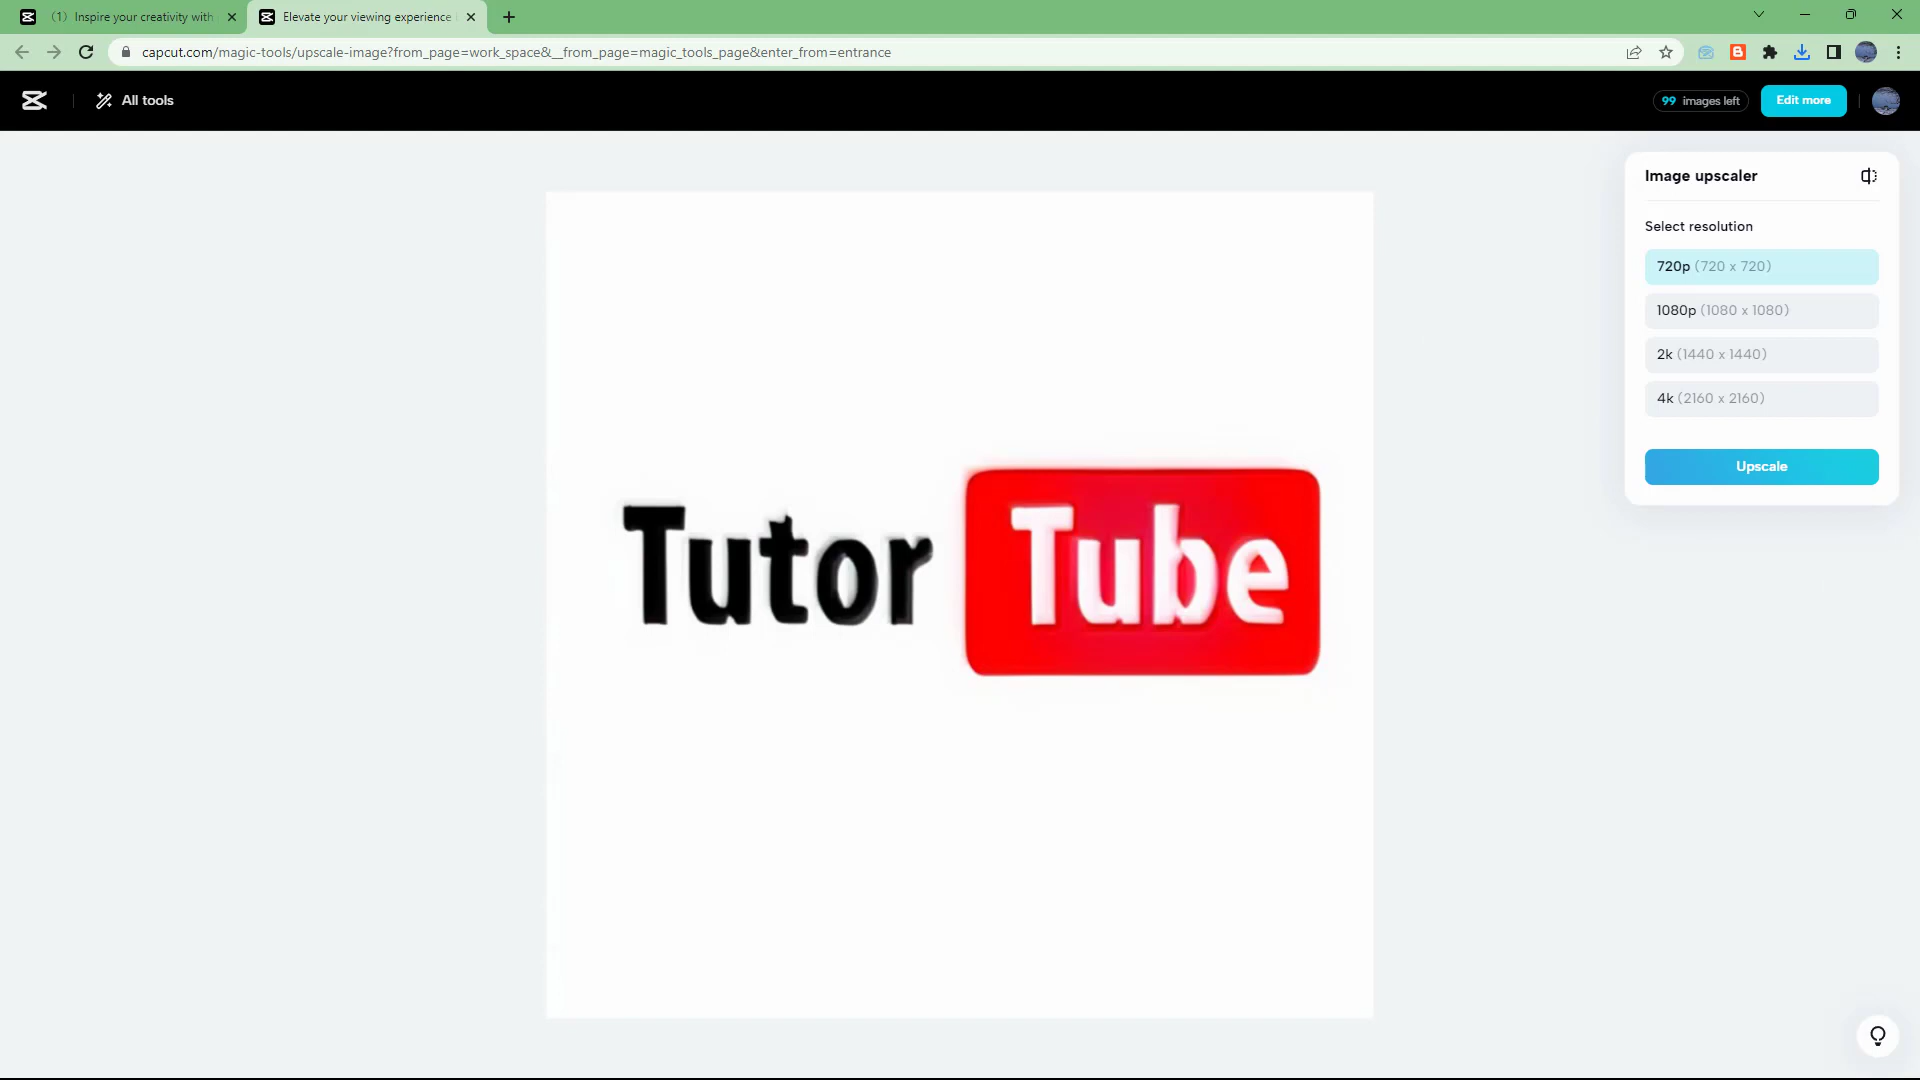 (1) Inspire your creativity with
Elevate your viewing experience
capcut.com/magic-tools/upscale-image?from_page=work_space&__from_page=magic_tools_page&enter_from=entrance
All tools
99 images left
Edit more
Image upscaler
Select resolution
720p (720 x 720)
1080p (1080 x 1080)
2k (1440 x 1440)
4k (2160 x 2160)
Upscale
Tutor Tube